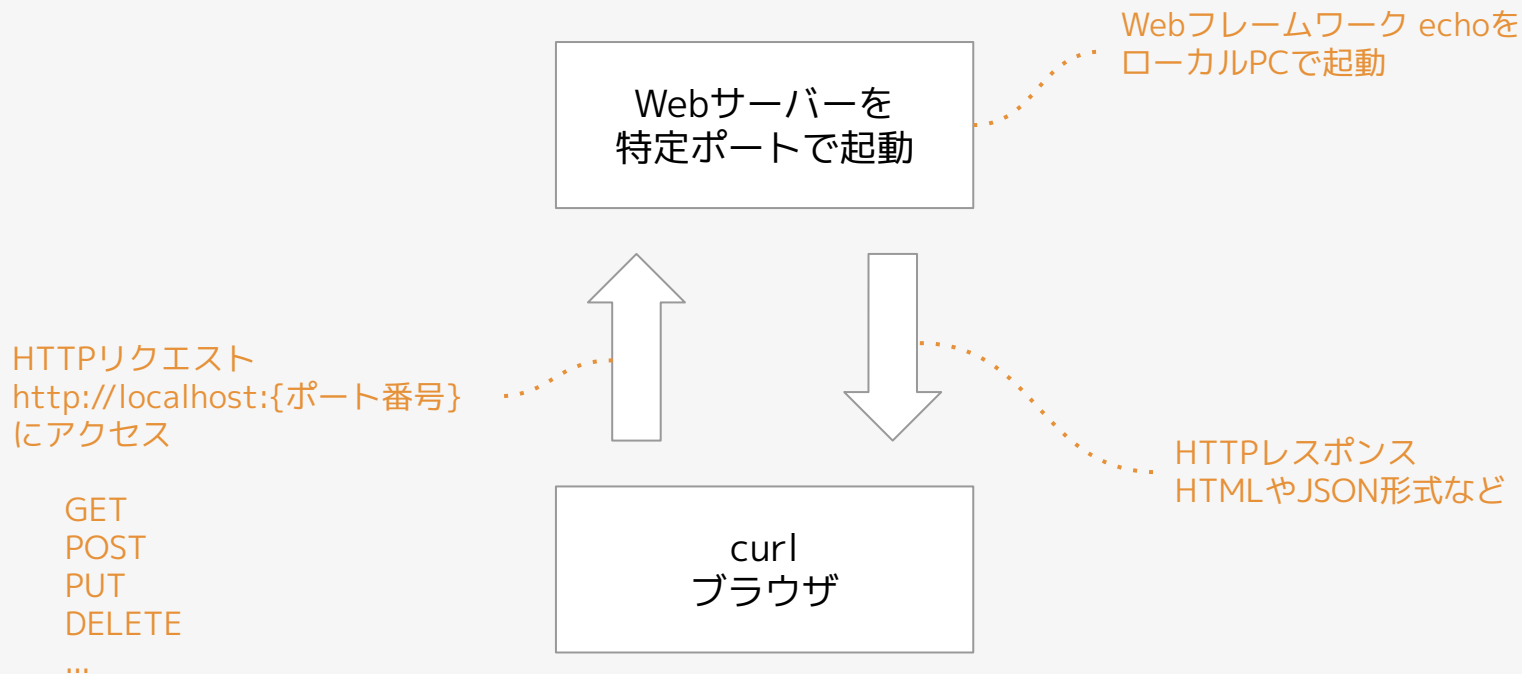 Webフレームワーク echoを
ローカルPCで起動
Webサーバーを
特定ポートで起動
HTTPリクエスト
http://localhost:{ポート番号}
にアクセス
GET
POST
PUT
DELETE
...
HTTPレスポンス
HTMLやJSON形式など
curl
ブラウザ